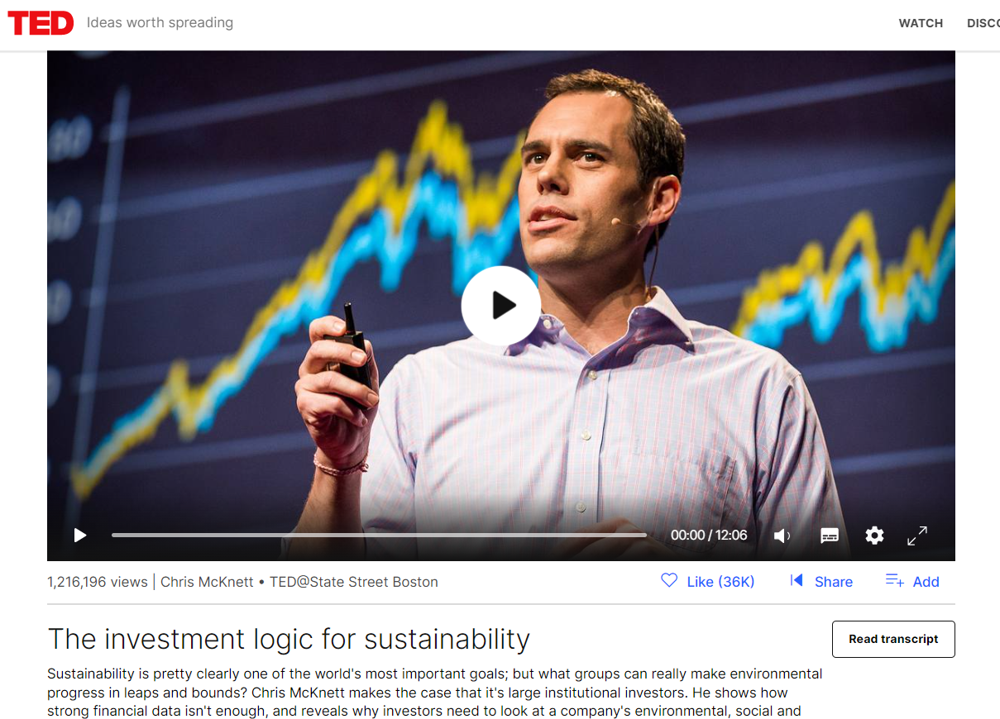 TED Ideas worth spreading WATCH DISCO
00:00 / 12:06
1,216,196 views | Chris McKnett • TED@State Street Boston Like (36K) Share Add
The investment logic for sustainability Read transcript
Sustainability is pretty clearly one of the world's most important goals; but what groups can really make environmental
progress in leaps and bounds? Chris McKnett makes the case that it's large institutional investors. He shows how
strong financial data isn't enough, and reveals why investors need to look at a company's environmental, social and